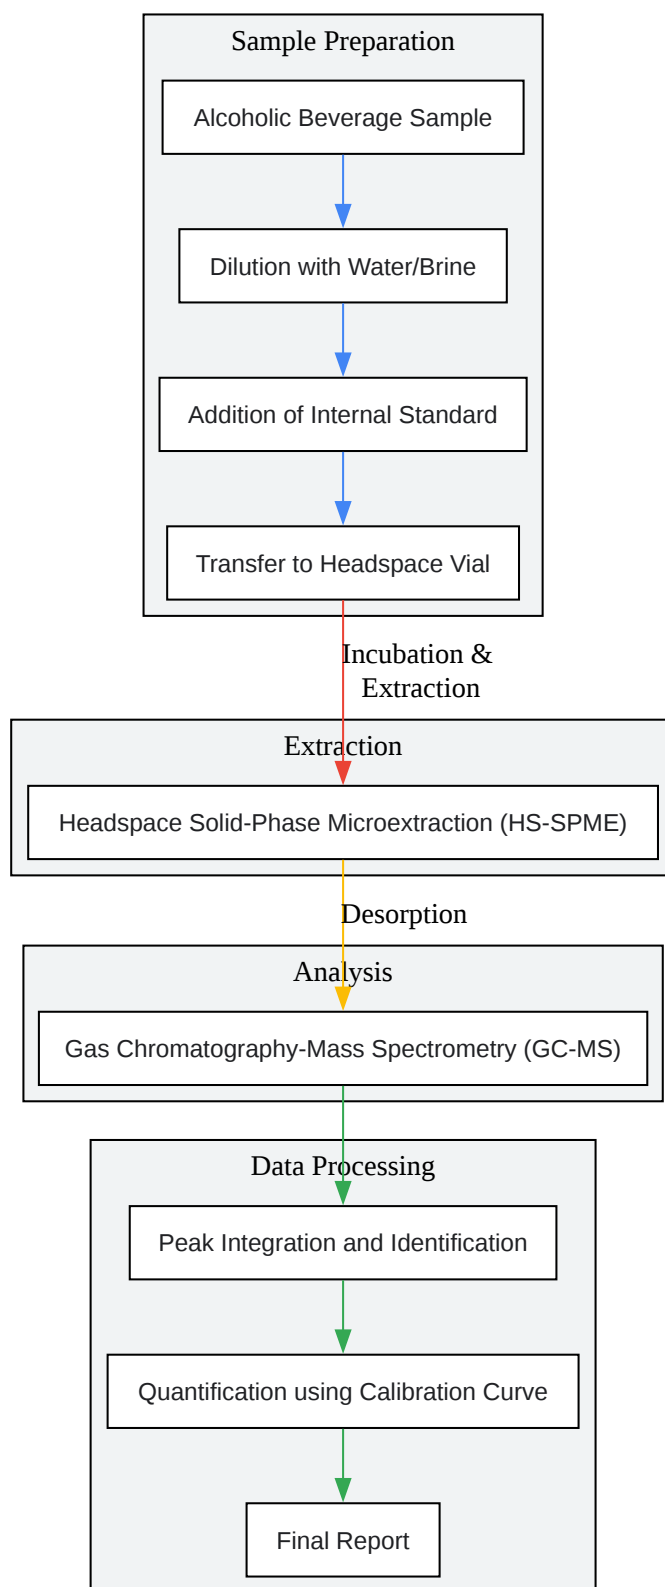 Sample Preparation
Alcoholic Beverage Sample
Dilution with Water/Brine
Addition of Internal Standard
Transfer to Headspace Vial
Incubation &
Extraction
Extraction
Headspace Solid-Phase Microextraction (HS-SPME)
Desorption
Analysis
Gas Chromatography-Mass Spectrometry (GC-MS)
Data Processing
Peak Integration and Identification
Quantification using Calibration Curve
Final Report